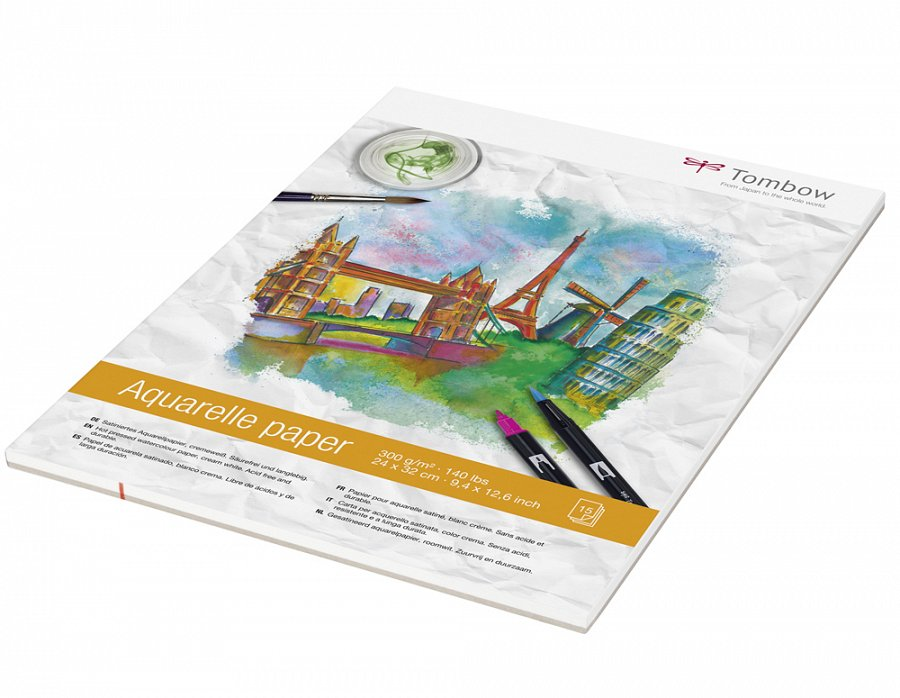 Tombow
From Japan to the whole world.
Aquarelle paper
300 g/m² · 140 lbs
24 x 32 cm · 9,4 x 12,6 inch
15
DE Satiniertes Aquarellpapier, cremeweiß. Säurefrei und langlebig.
EN Hot pressed watercolour paper, cream white. Acid free and
durable.
ES Papel de acuarela satinado, blanco crema. Libre de ácidos y de
larga duración.
FR Papier pour aquarelle satiné, blanc crème. Sans acide et
durable.
IT Carta per acquerello satinata, color crema. Senza acidi,
resistente e a lunga durata.
NL Gesatineerd aquarelpapier, roomwit. Zuurvrij en duurzaam.